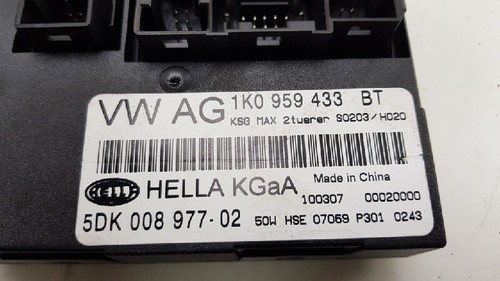 VW AG 1K0 959 433 BT
KSG MAX 2tuerer S0203/H020
HELLA HELLA KGaA Made in China
100307 00020000
5DK 008 977-02 50W HSE 07069 P301 0243